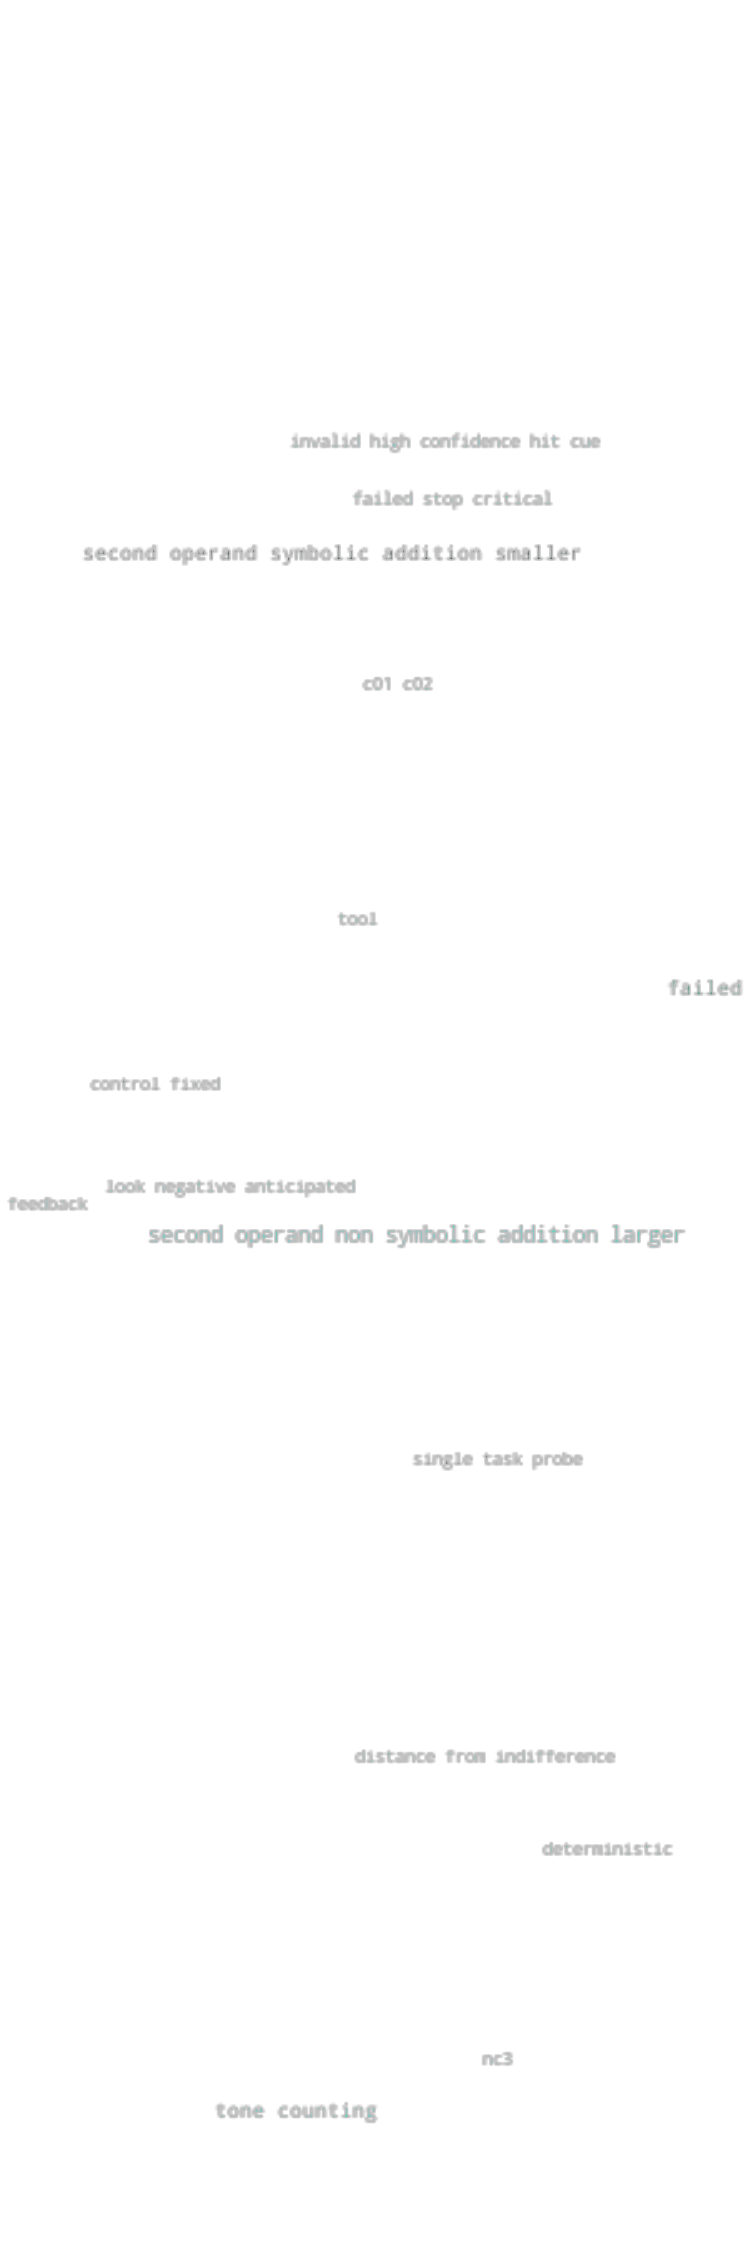 invalid high confidence hit cue
failed stop critical
second operand symbolic addition smaller
c01 c02
tool
failed
control fixed
look negative anticipated
feedback
second operand non symbolic addition larger
single task probe
distance from indifference
deterministic
nc3
tone counting